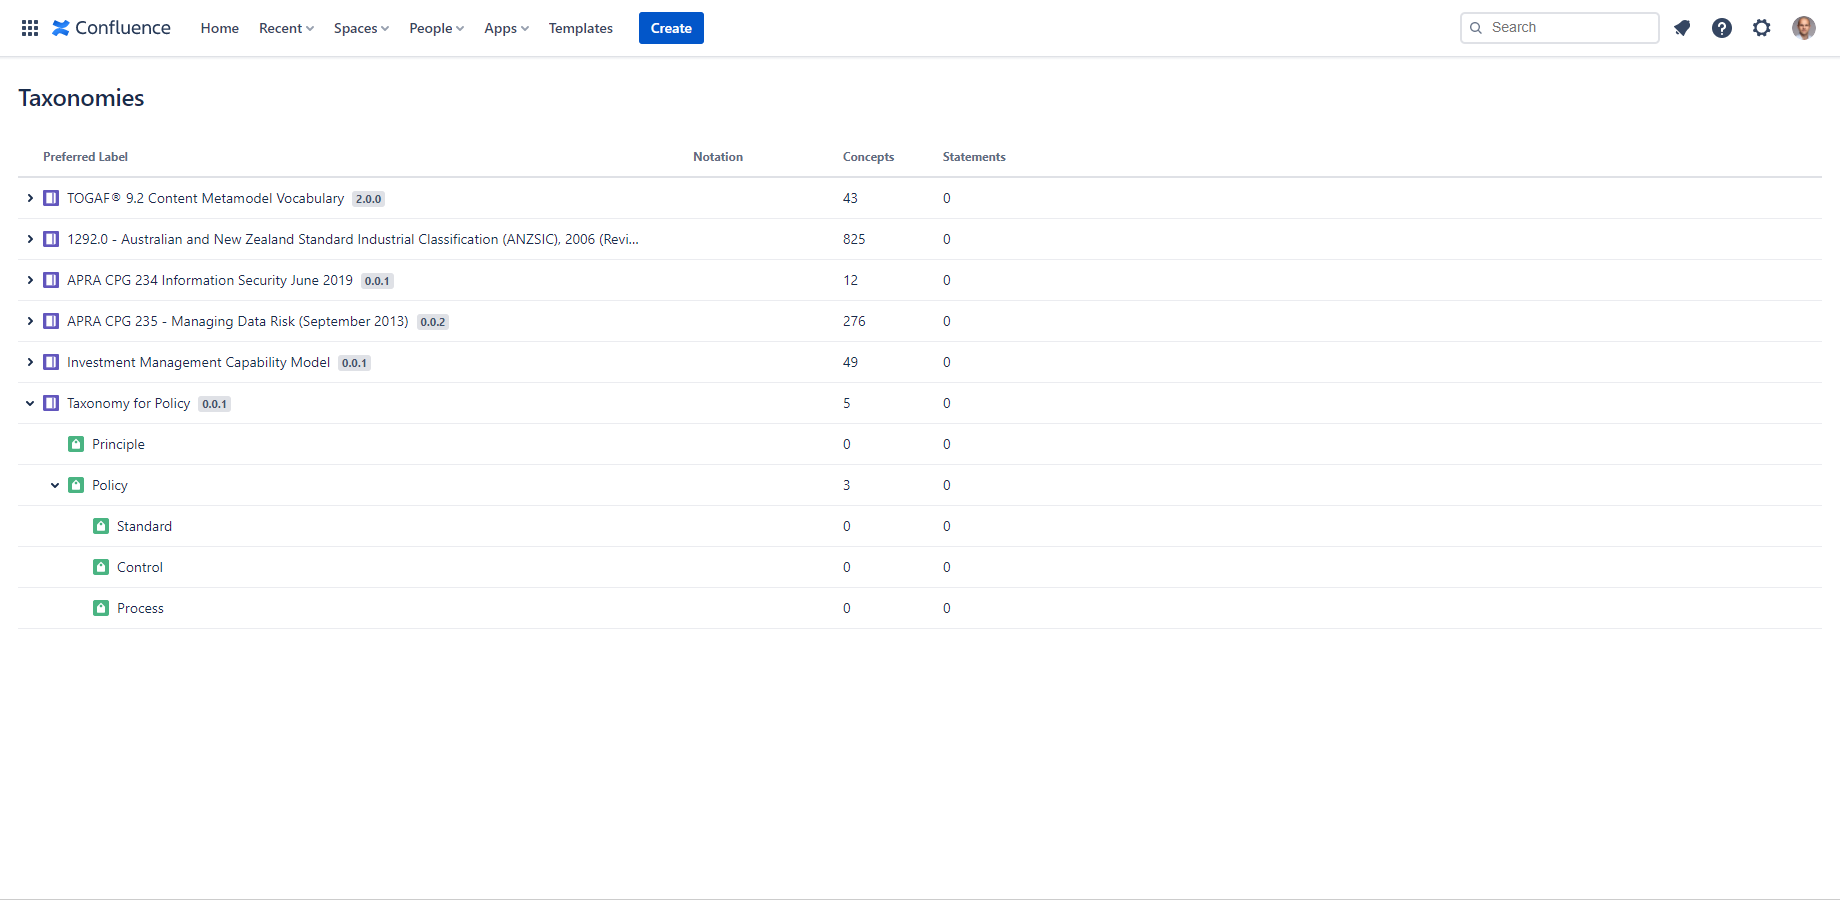 Confluence Home Recent Spaces People Apps Templates Create Search
Taxonomies
Preferred Label Notation Concepts Statements
TOGAF® 9.2 Content Metamodel Vocabulary 2.0.0 43 0
1292.0 - Australian and New Zealand Standard Industrial Classification (ANZSIC), 2006 (Revi... 825 0
APRA CPG 234 Information Security June 2019 0.0.1 12 0
APRA CPG 235 - Managing Data Risk (September 2013) 0.0.2 276 0
Investment Management Capability Model 0.0.1 49 0
Taxonomy for Policy 0.0.1 5 0
Principle 0 0
Policy 3 0
Standard 0 0
Control 0 0
Process 0 0